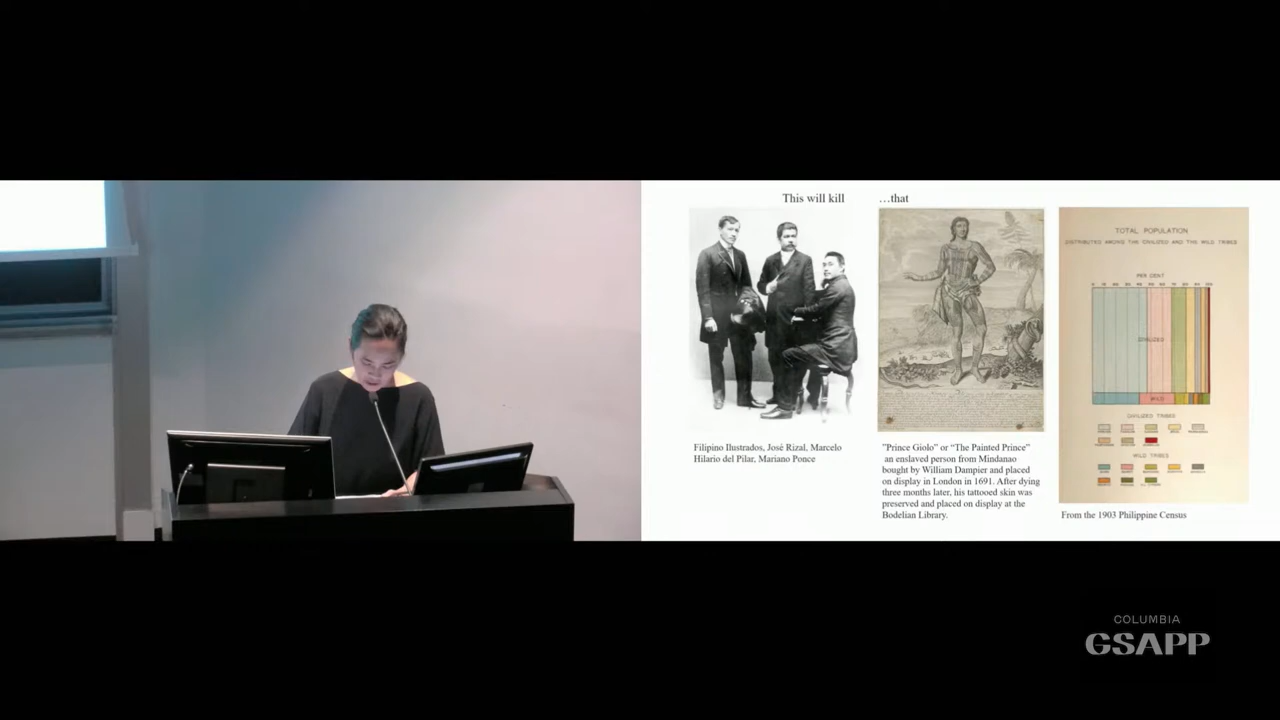 This will kill …that
Filipino Ilustrados, José Rizal, Marcelo
Hilario del Pilar, Mariano Ponce
"Prince Giolo" or “The Painted Prince”
an enslaved person from Mindanao
bought by William Dampier and placed
on display in London in 1691. After dying
three months later, his tattooed skin was
preserved and placed on display at the
Bodelian Library.
TOTAL POPULATION
DISTRIBUTED AMONG THE CIVILIZED AND THE WILD TRIBES
PER CENT
CIVILIZED
WILD
CIVILIZED TRIBES
WILD TRIBES
From the 1903 Philippine Census
COLUMBIA
GSAPP